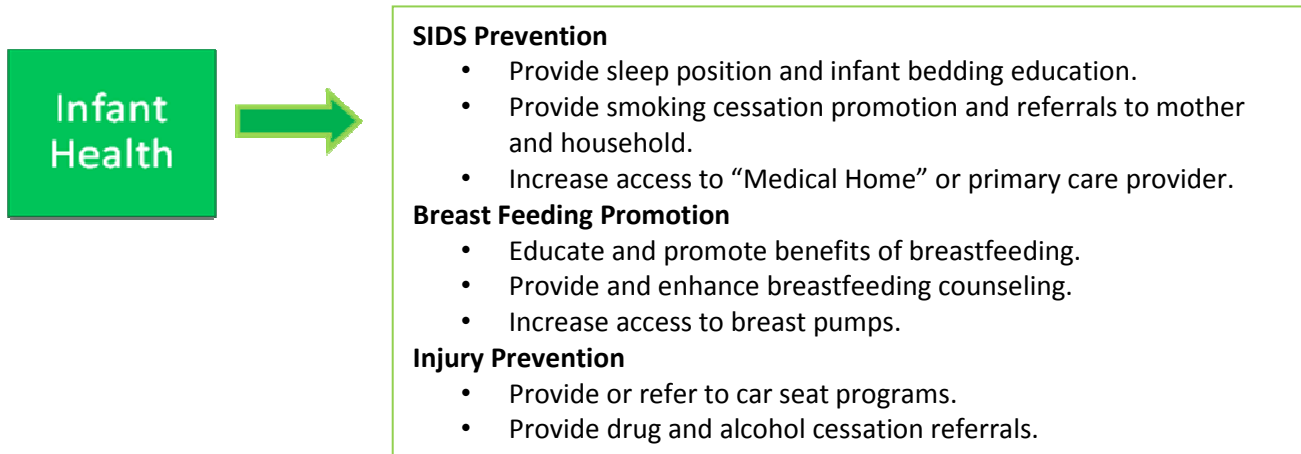 Infant
Health
SIDS Prevention
• Provide sleep position and infant bedding education.
• Provide smoking cessation promotion and referrals to mother
and household.
• Increase access to “Medical Home” or primary care provider.
Breast Feeding Promotion
• Educate and promote benefits of breastfeeding.
• Provide and enhance breastfeeding counseling.
• Increase access to breast pumps.
Injury Prevention
• Provide or refer to car seat programs.
• Provide drug and alcohol cessation referrals.